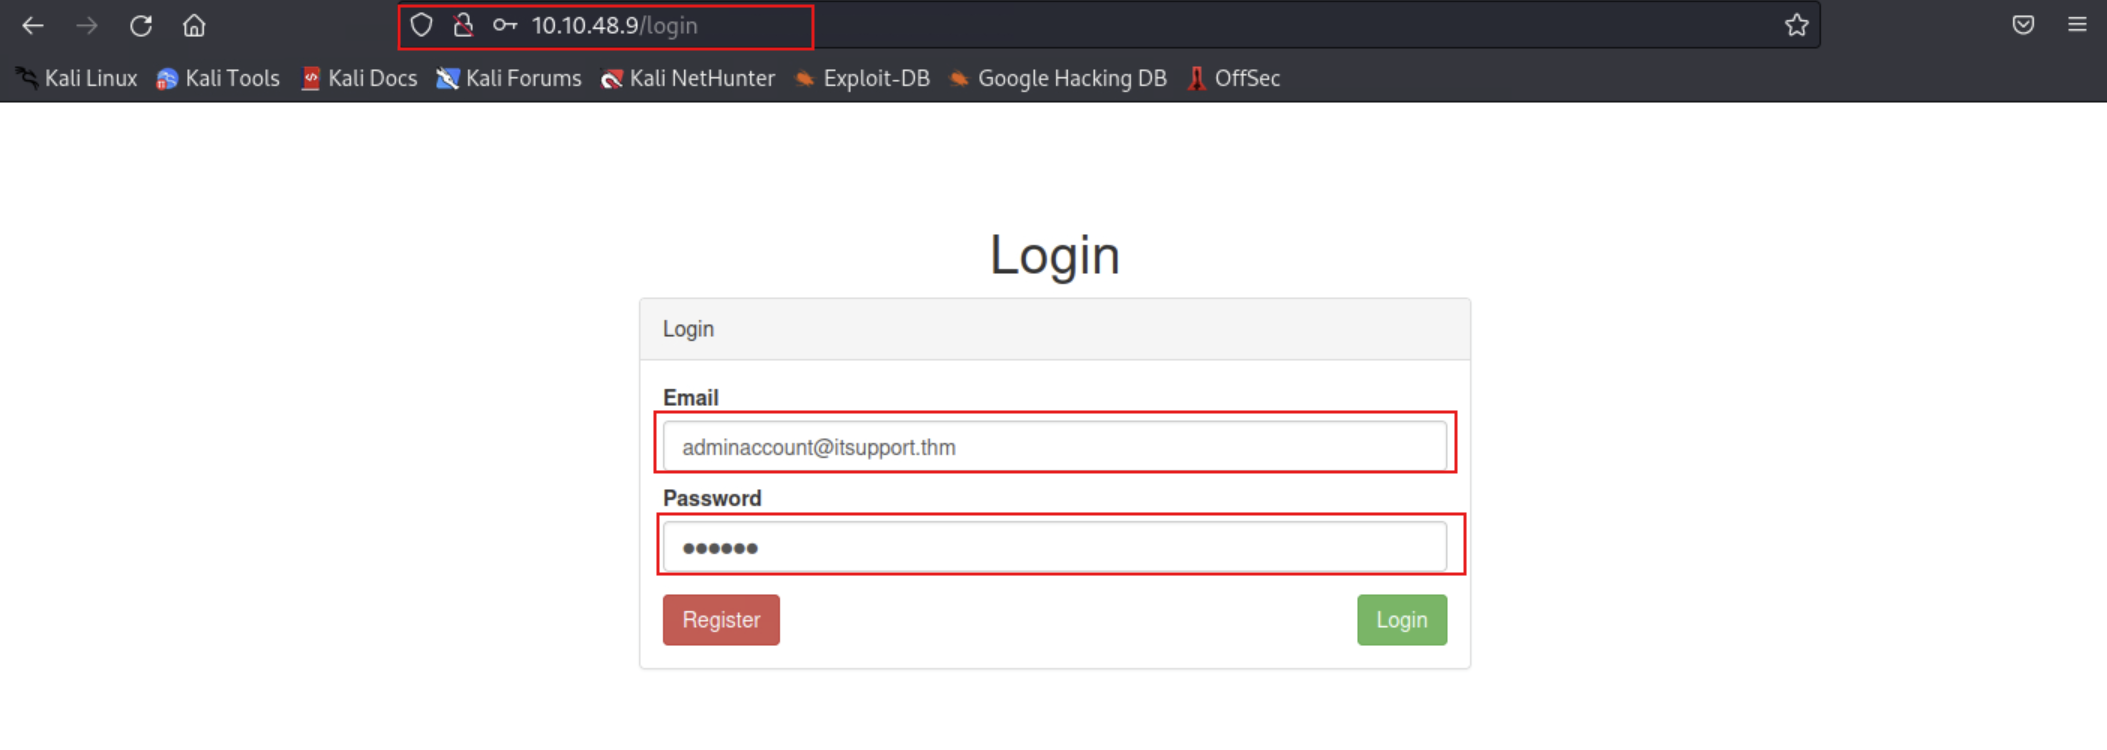 10.10.48.9/login
Kali Linux Kali Tools Kali Docs Kali Forums Kali NetHunter Exploit-DB Google Hacking DB OffSec
Login
Login
Email
adminaccount@itsupport.thm
Password
●●●●●●
Register Login